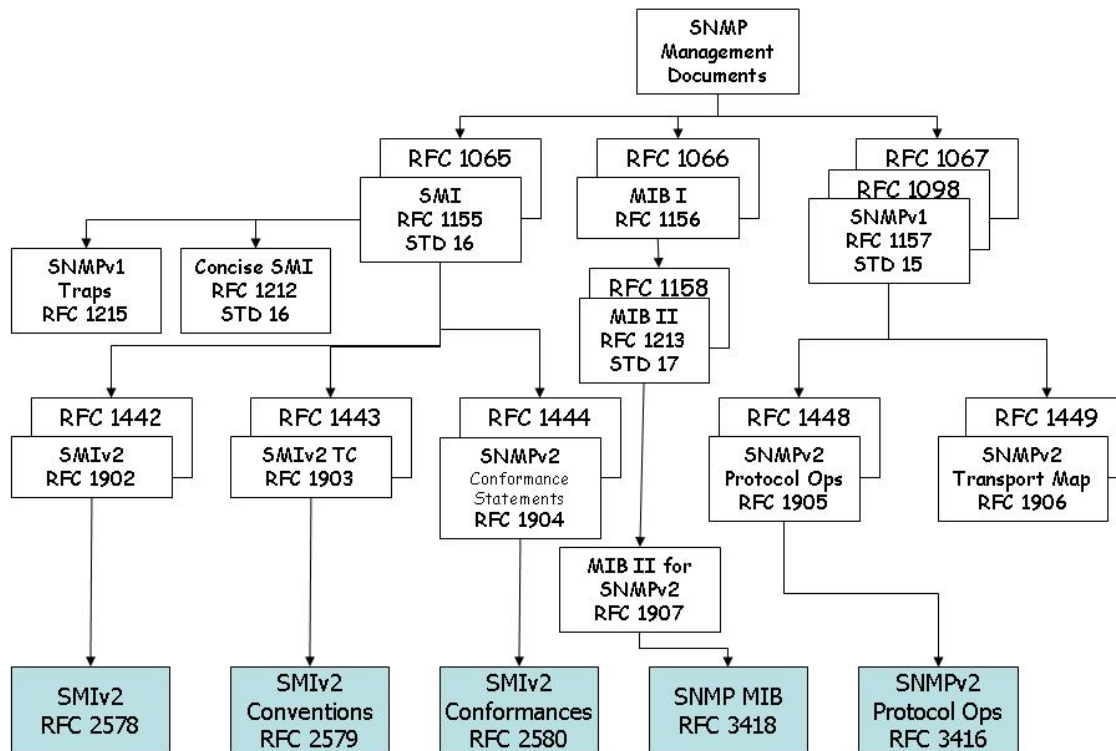 SNMP
Management
Documents
RFC 1065
SMI
RFC 1155
STD 16
RFC 1066
MIB I
RFC 1156
RFC 1067
RFC 1098
SNMPv1
RFC 1157
STD 15
SNMPv1
Traps
RFC 1215
Concise SMI
RFC 1212
STD 16
RFC 1158
MIB II
RFC 1213
STD 17
RFC 1442
SMIv2
RFC 1902
RFC 1443
SMIv2 TC
RFC 1903
RFC 1444
SNMPv2
Conformance
Statements
RFC 1904
RFC 1448
SNMPv2
Protocol Ops
RFC 1905
RFC 1449
SNMPv2
Transport Map
RFC 1906
MIB II for
SNMPv2
RFC 1907
SMIv2
RFC 2578
SMIv2
Conventions
RFC 2579
SMIv2
Conformances
RFC 2580
SNMP MIB
RFC 3418
SNMPv2
Protocol Ops
RFC 3416